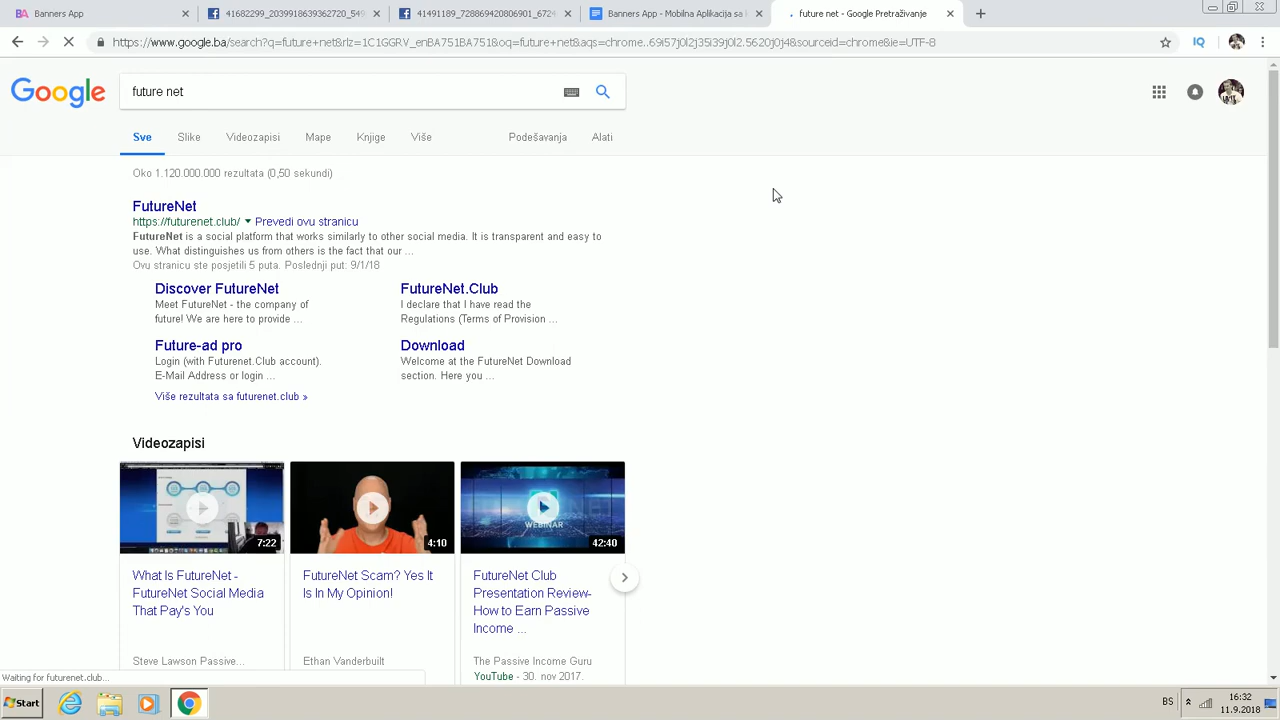 Banners App
41682299_2039918639362720_549
41491189_728869420806901_6724
Banners App - Mobilna Aplikacija sa i
future net - Google Pretraživanje
https://www.google.ba/search?q=future+net&rlz=1C1GGRV_enBA751BA751&oq=future+net&aqs=chrome..69i57j0l2j35i39j0l2.5620j0j4&sourceid=chrome&ie=UTF-8
Google
future net
Sve
Slike
Videozapisi
Mape
Knjige
Više
Podešavanja
Alati
Oko 1.120.000.000 rezultata (0,50 sekundi)
FutureNet
https://futurenet.club/ Prevedi ovu stranicu
FutureNet is a social platform that works similarly to other social media. It is transparent and easy to
use. What distinguishes us from others is the fact that our ...
Ovu stranicu ste posjetili 5 puta. Posljednji put: 9/1/18
Discover FutureNet
Meet FutureNet - the company of
future! We are here to provide ...
FutureNet.Club
I declare that I have read the
Regulations (Terms of Provision ...
Future-ad pro
Login (with Futurenet.Club account).
E-Mail Address or login ...
Download
Welcome at the FutureNet Download
section. Here you ...
Više rezultata sa futurenet.club »
Videozapisi
7:22
4:10
WEBINAR
42:40
What Is FutureNet -
FutureNet Social Media
That Pay's You
Steve Lawson Passive...
FutureNet Scam? Yes It
Is In My Opinion!
Ethan Vanderbuilt
FutureNet Club
Presentation Review-
How to Earn Passive
Income ...
The Passive Income Guru
YouTube - 30. nov 2017.
Waiting for futurenet.club...
Start
BS
16:32
11.9.2018